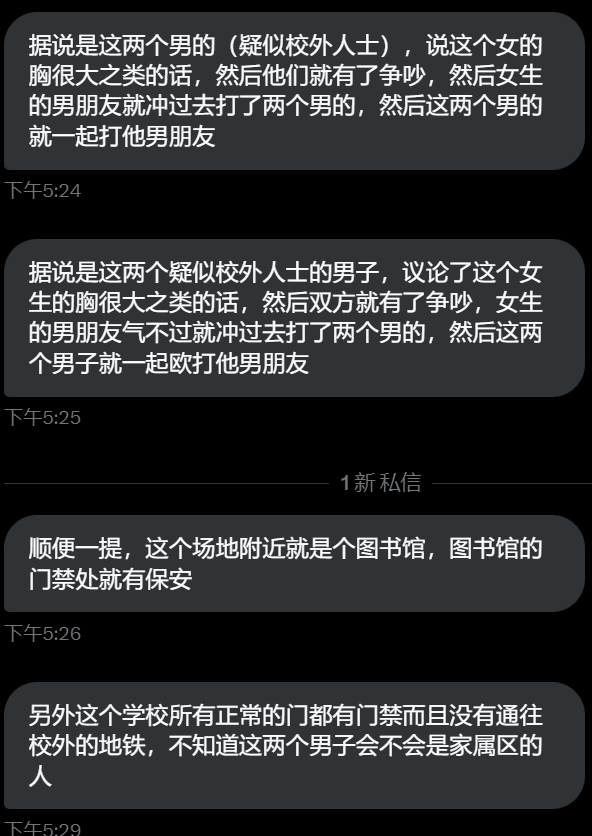 据说是这两个男的（疑似校外人士），说这个女的
胸很大之类的话，然后他们就有了争吵，然后女生
的男朋友就冲过去打了两个男的，然后这两个男的
就一起打他男朋友
下午5:24
据说是这两个疑似校外人士的男子，议论了这个女
生的胸很大之类的话，然后双方就有了争吵，女生
的男朋友气不过就冲过去打了两个男的，然后这两
个男子就一起欧打他男朋友
下午5:25
1 新 私信
顺便一提，这个场地附近就是个图书馆，图书馆的
门禁处就有保安
下午5:26
另外这个学校所有正常的门都有门禁而且没有通往
校外的地铁，不知道这两个男子会不会是家属区的
人
下午5:29